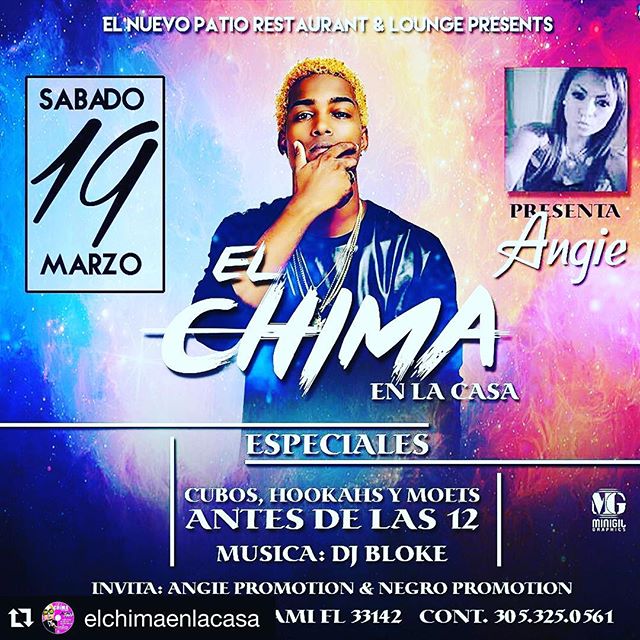 EL NUEVO PATIO RESTAURANT & LOUNGE PRESENTS
SABADO
19
MARZO
PRESENTA
Angie
EL
CHIMA
EN LA CASA
ESPECIALES
CUBOS, HOOKAHS Y MOETS
ANTES DE LAS 12
MUSICA: DJ BLOKE
MG
MINIGIL
GRAPHICS
INVITA: ANGIE PROMOTION & NEGRO PROMOTION
elchimaenlacasa
AMI FL 33142 CONT. 305.325.0561